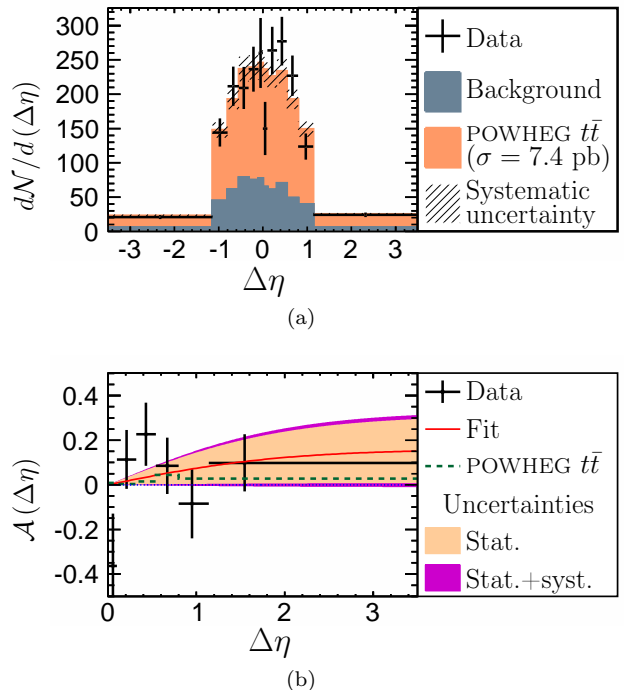 300
250
200
150
100
50
0
dN/d(Δη)
-3 -2 -1 0 1 2 3
Δη
Data
Background
POWHEG tt̄
(σ = 7.4 pb)
Systematic
uncertainty
(a)
0.4
0.2
0
-0.2
-0.4
A(Δη)
0 1 2 3
Δη
Data
Fit
POWHEG tt̄
Uncertainties
Stat.
Stat.+syst.
(b)